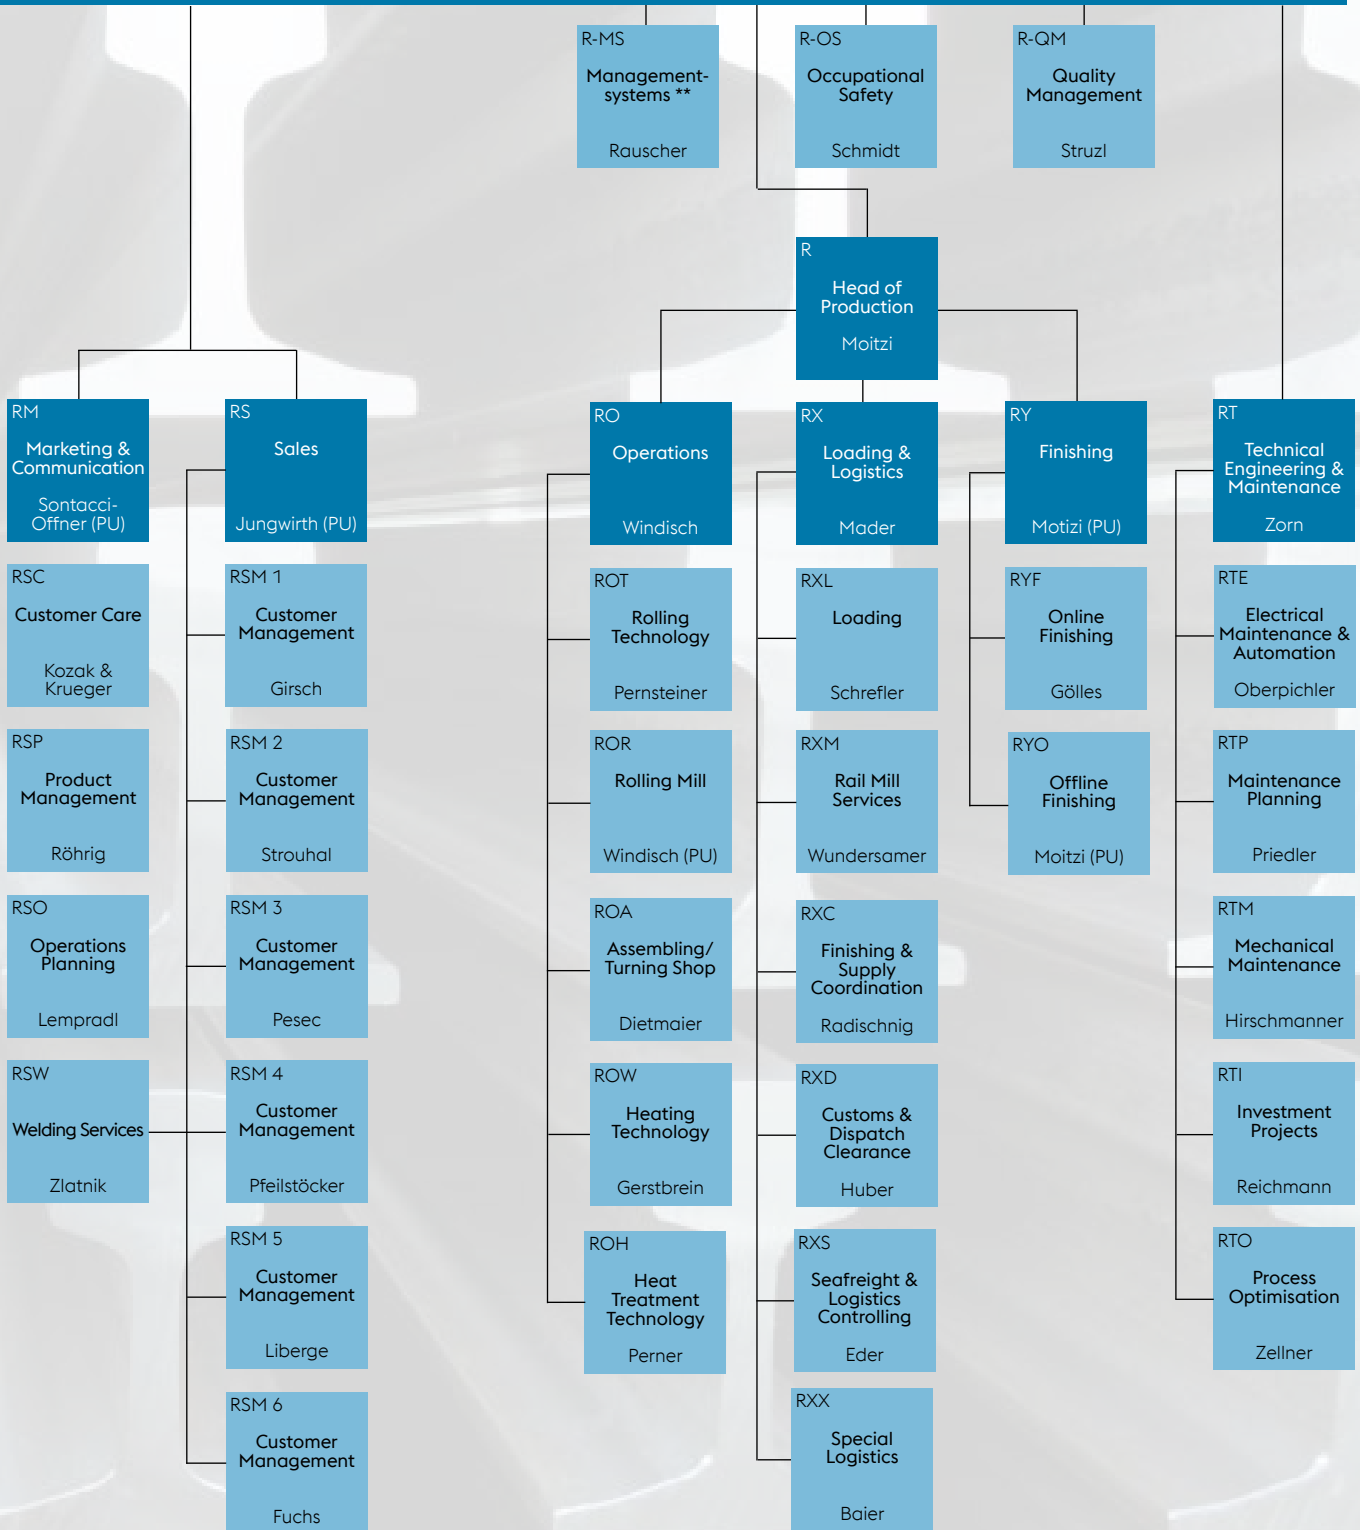 R-MS
Management-
systems **
Rauscher
R-OS
Occupational
Safety
Schmidt
R-QM
Quality
Management
Struzl
R
Head of
Production
Moitzi
RM
Marketing &
Communication
Sontacci-
Offner (PU)
RS
Sales
Jungwirth (PU)
RO
Operations
Windisch
RX
Loading &
Logistics
Mader
RY
Finishing
Motizi (PU)
RT
Technical
Engineering &
Maintenance
Zorn
RSC
Customer Care
Kozak &
Krueger
RSM 1
Customer
Management
Girsch
ROT
Rolling
Technology
Pernsteiner
RXL
Loading
Schrefler
RYF
Online
Finishing
Gölles
RTE
Electrical
Maintenance &
Automation
Oberpichler
RSP
Product
Management
Röhrig
RSM 2
Customer
Management
Strouhal
ROR
Rolling Mill
Windisch (PU)
RXM
Rail Mill
Services
Wundersamer
RYO
Offline
Finishing
Moitzi (PU)
RTP
Maintenance
Planning
Priedler
RSO
Operations
Planning
Lempradl
RSM 3
Customer
Management
Pesec
ROA
Assembling/
Turning Shop
Dietmaier
RXC
Finishing &
Supply
Coordination
Radischnig
RTM
Mechanical
Maintenance
Hirschmanner
RSW
Welding Services
Zlatnik
RSM 4
Customer
Management
Pfeilstöcker
ROW
Heating
Technology
Gerstbrein
RXD
Customs &
Dispatch
Clearance
Huber
RTI
Investment
Projects
Reichmann
RSM 5
Customer
Management
Liberge
ROH
Heat
Treatment
Technology
Perner
RXS
Seafreight &
Logistics
Controlling
Eder
RTO
Process
Optimisation
Zellner
RSM 6
Customer
Management
Fuchs
RXX
Special
Logistics
Baier